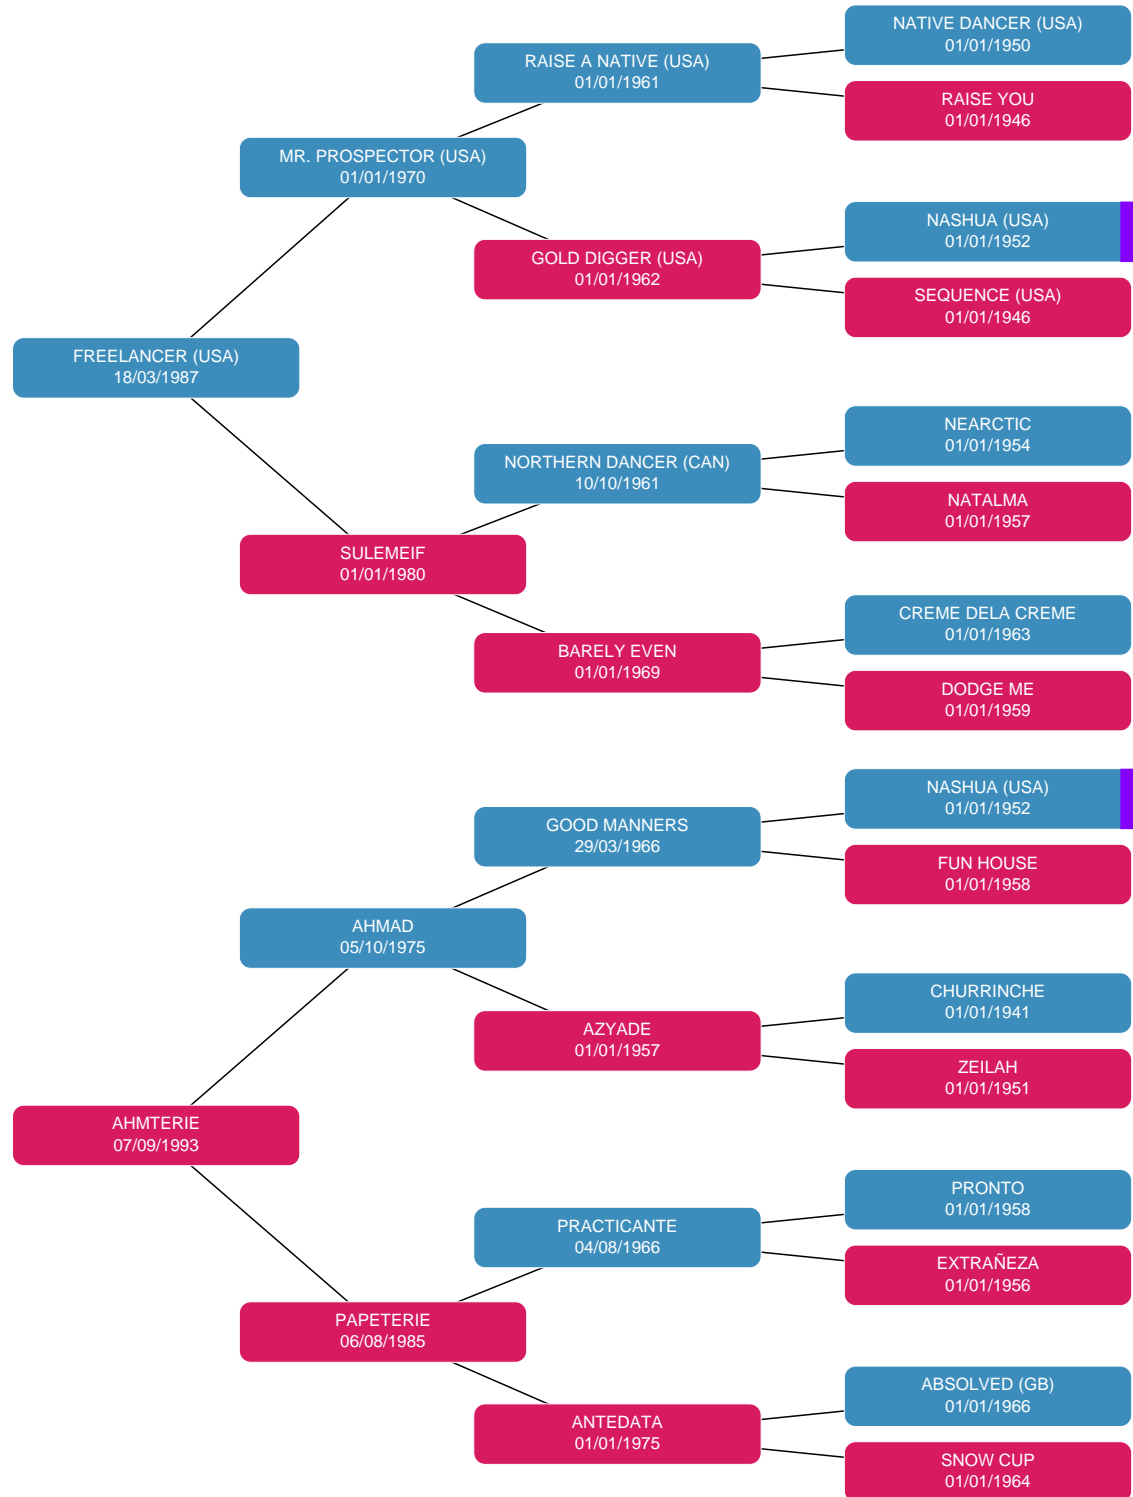 NATIVE DANCER (USA)
01/01/1950
RAISE A NATIVE (USA)
01/01/1961
RAISE YOU
01/01/1946
MR. PROSPECTOR (USA)
01/01/1970
NASHUA (USA)
01/01/1952
GOLD DIGGER (USA)
01/01/1962
SEQUENCE (USA)
01/01/1946
FREELANCER (USA)
18/03/1987
NEARCTIC
01/01/1954
NORTHERN DANCER (CAN)
10/10/1961
NATALMA
01/01/1957
SULEMEIF
01/01/1980
CREME DELA CREME
01/01/1963
BARELY EVEN
01/01/1969
DODGE ME
01/01/1959
NASHUA (USA)
01/01/1952
GOOD MANNERS
29/03/1966
FUN HOUSE
01/01/1958
AHMAD
05/10/1975
CHURRINCHE
01/01/1941
AZYADE
01/01/1957
ZEILAH
01/01/1951
AHMTERIE
07/09/1993
PRONTO
01/01/1958
PRACTICANTE
04/08/1966
EXTRAÑEZA
01/01/1956
PAPETERIE
06/08/1985
ABSOLVED (GB)
01/01/1966
ANTEDATA
01/01/1975
SNOW CUP
01/01/1964